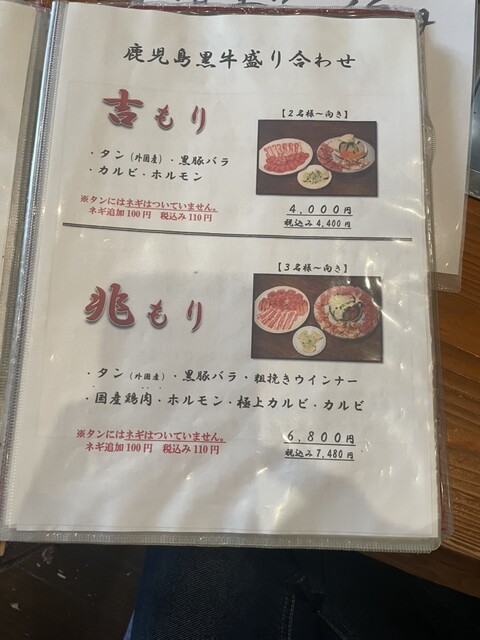 鹿児島黒牛盛り合わせ
吉もり
【2名様〜向き】
・タン(外国産)・黒豚バラ
・カルビ・ホルモン
※タンにはネギはついていません。
ネギ追加100円 税込み110円
4,000円
税込み4,400円
兆もり
【3名様〜向き】
・タン(外国産)・黒豚バラ・粗挽きウインナー
・国産鶏肉・ホルモン・極上カルビ・カルビ
※タンにはネギはついていません。
ネギ追加100円 税込み110円
6,800円
税込み7,480円